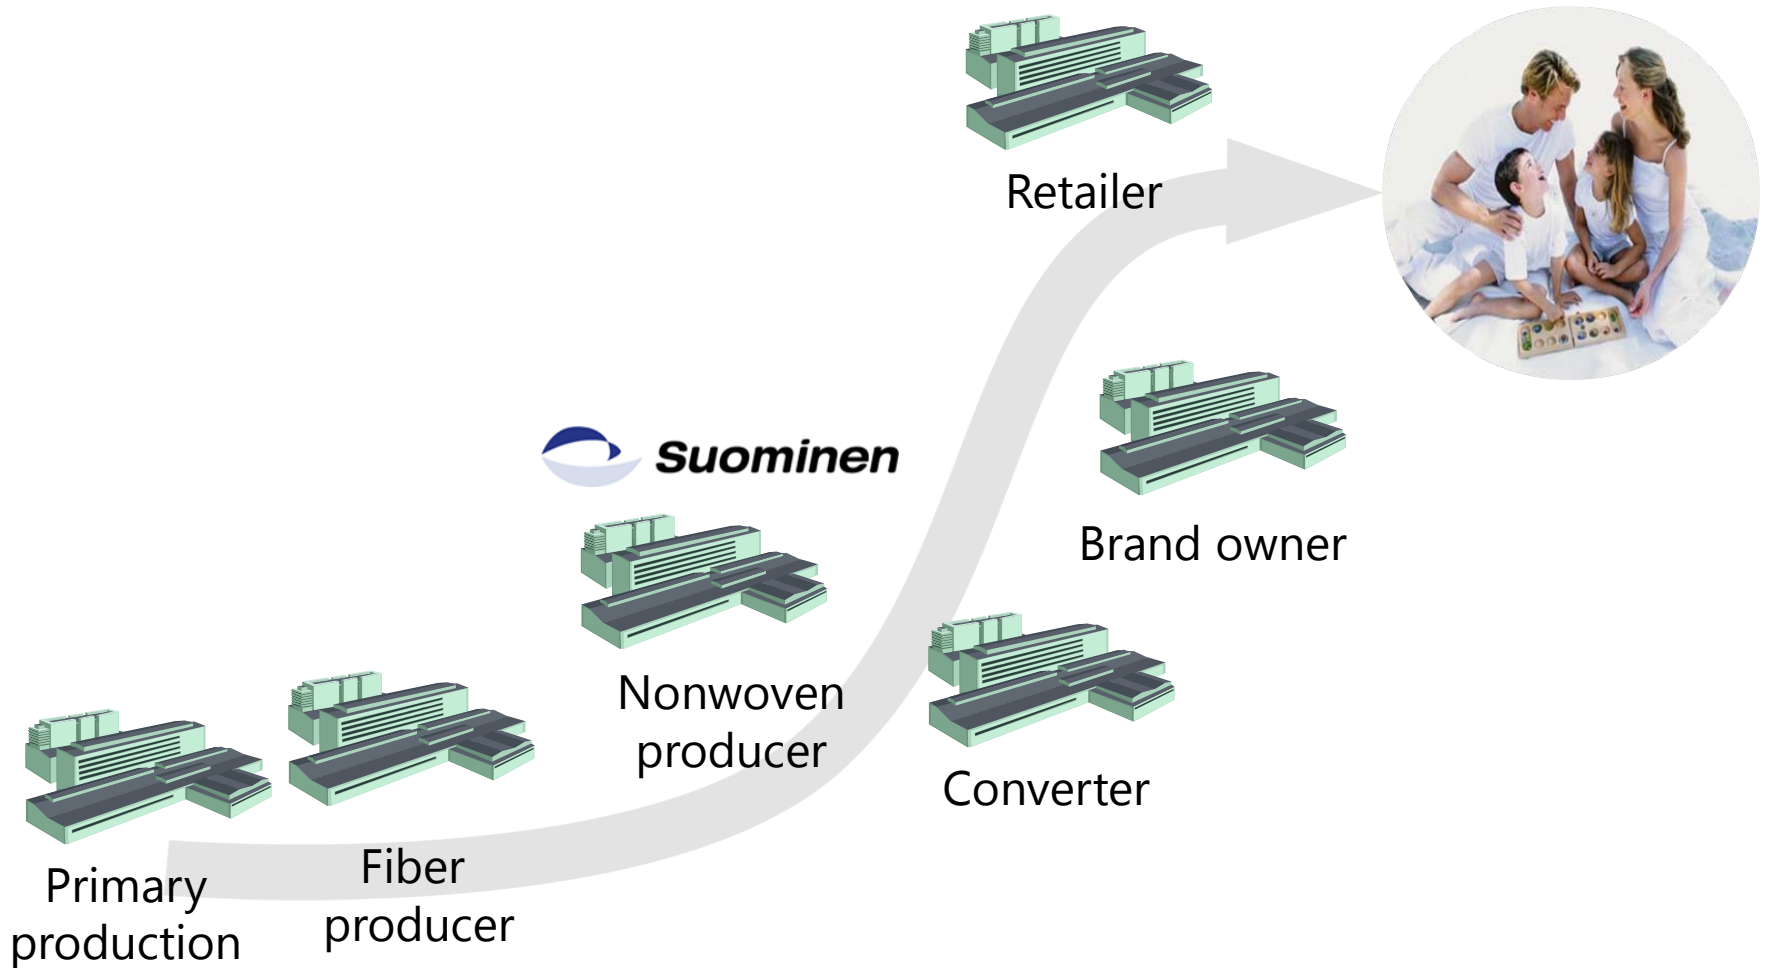 Retailer
Suominen
Brand owner
Nonwoven
producer
Converter
Fiber
producer
Primary
production